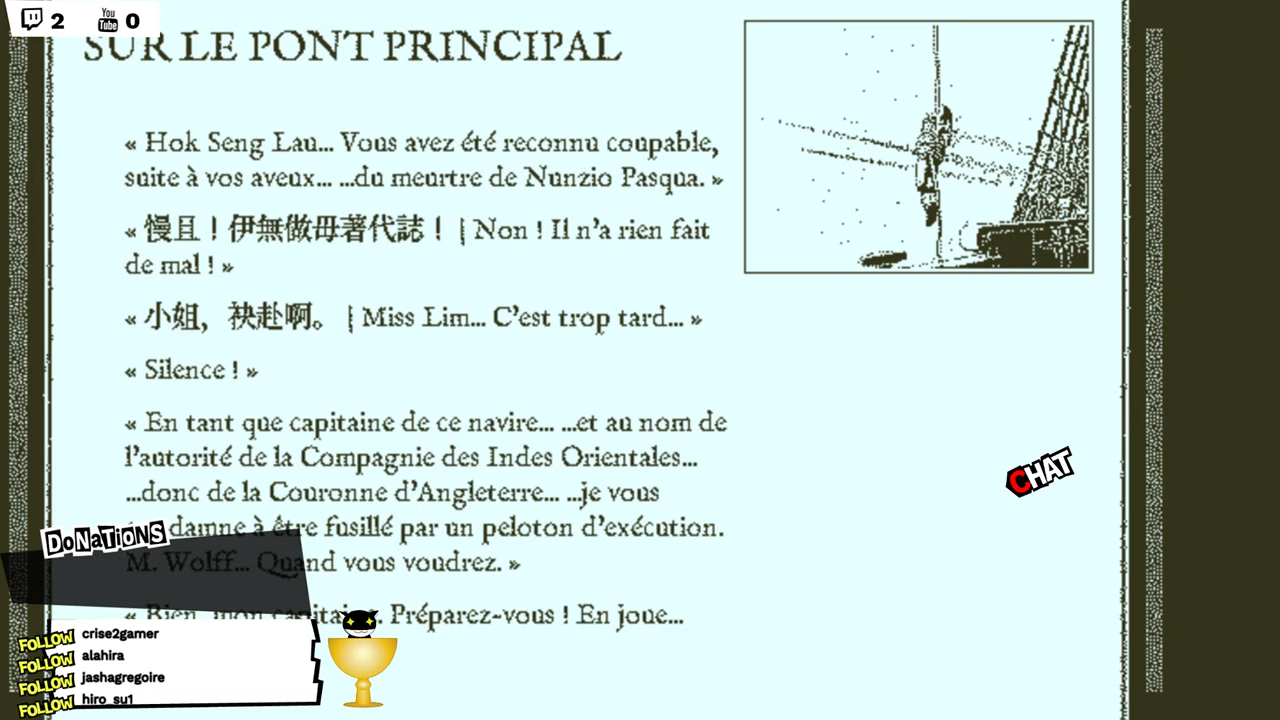 2
You Tube 0
SUR LE PONT PRINCIPAL
« Hok Seng Lau... Vous avez été reconnu coupable,
suite à vos aveux... ...du meurtre de Nunzio Pasqua. »
« 慢且！伊無做毋著代誌！ | Non ! Il n'a rien fait
de mal ! »
« 小姐，袂赴啊。 | Miss Lim... C'est trop tard... »
« Silence ! »
« En tant que capitaine de ce navire... ...et au nom de
l'autorité de la Compagnie des Indes Orientales...
...donc de la Couronne d'Angleterre... ...je vous
damne à être fusillé par un peloton d'exécution.
M. Wolff... Quand vous voudrez. »
« Bien, mon capitaine. Préparez-vous ! En joue...
CHAT
DONATIONS
FOLLOW crise2gamer
FOLLOW alahira
FOLLOW jashagregoire
FOLLOW hiro_su1